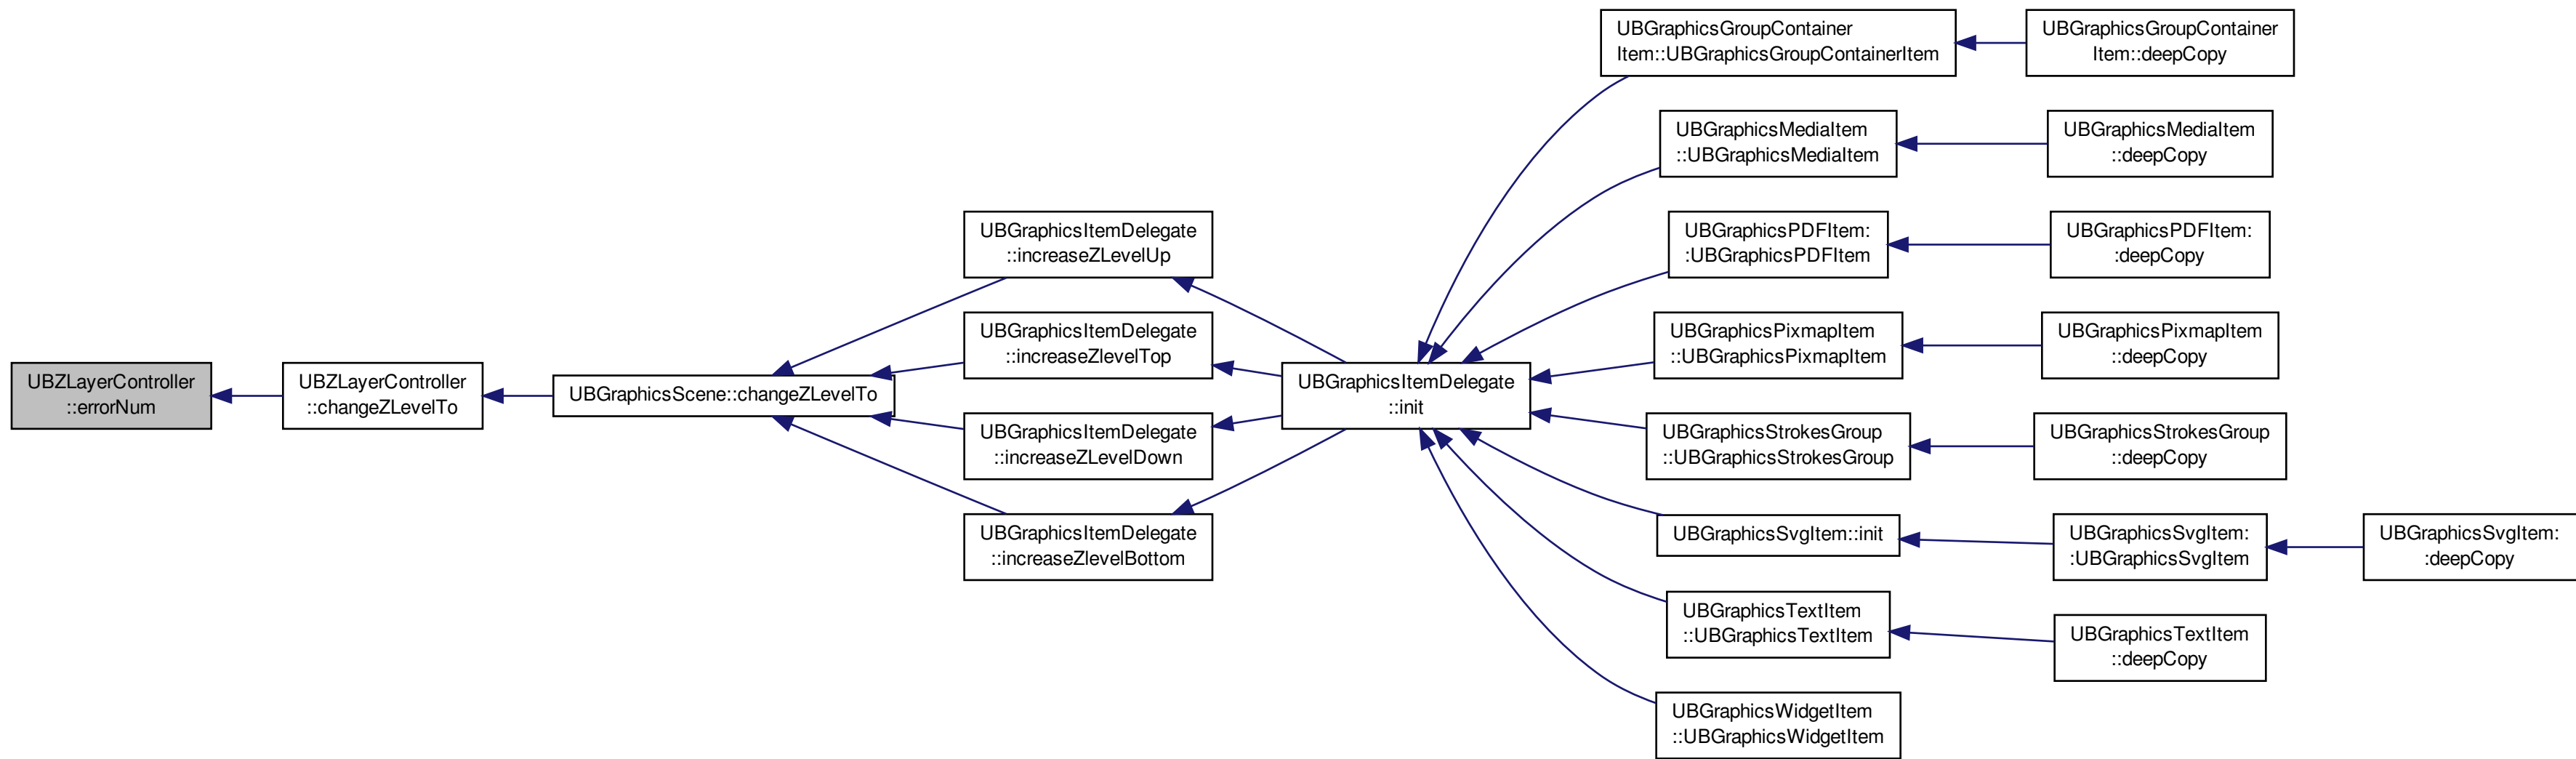 UBZLayerController
::errorNum
UBZLayerController
::changeZLevelTo
UBGraphicsScene::changeZLevelTo
UBGraphicsItemDelegate
::increaseZLevelUp
UBGraphicsItemDelegate
::increaseZlevelTop
UBGraphicsItemDelegate
::increaseZLevelDown
UBGraphicsItemDelegate
::increaseZlevelBottom
UBGraphicsItemDelegate
::init
UBGraphicsGroupContainer
Item::UBGraphicsGroupContainerItem
UBGraphicsGroupContainer
Item::deepCopy
UBGraphicsMediaItem
::UBGraphicsMediaItem
UBGraphicsMediaItem
::deepCopy
UBGraphicsPDFItem:
:UBGraphicsPDFItem
UBGraphicsPDFItem:
:deepCopy
UBGraphicsPixmapItem
::UBGraphicsPixmapItem
UBGraphicsPixmapItem
::deepCopy
UBGraphicsStrokesGroup
::UBGraphicsStrokesGroup
UBGraphicsStrokesGroup
::deepCopy
UBGraphicsSvgItem::init
UBGraphicsSvgItem:
:UBGraphicsSvgItem
UBGraphicsSvgItem:
:deepCopy
UBGraphicsTextItem
::UBGraphicsTextItem
UBGraphicsTextItem
::deepCopy
UBGraphicsWidgetItem
::UBGraphicsWidgetItem